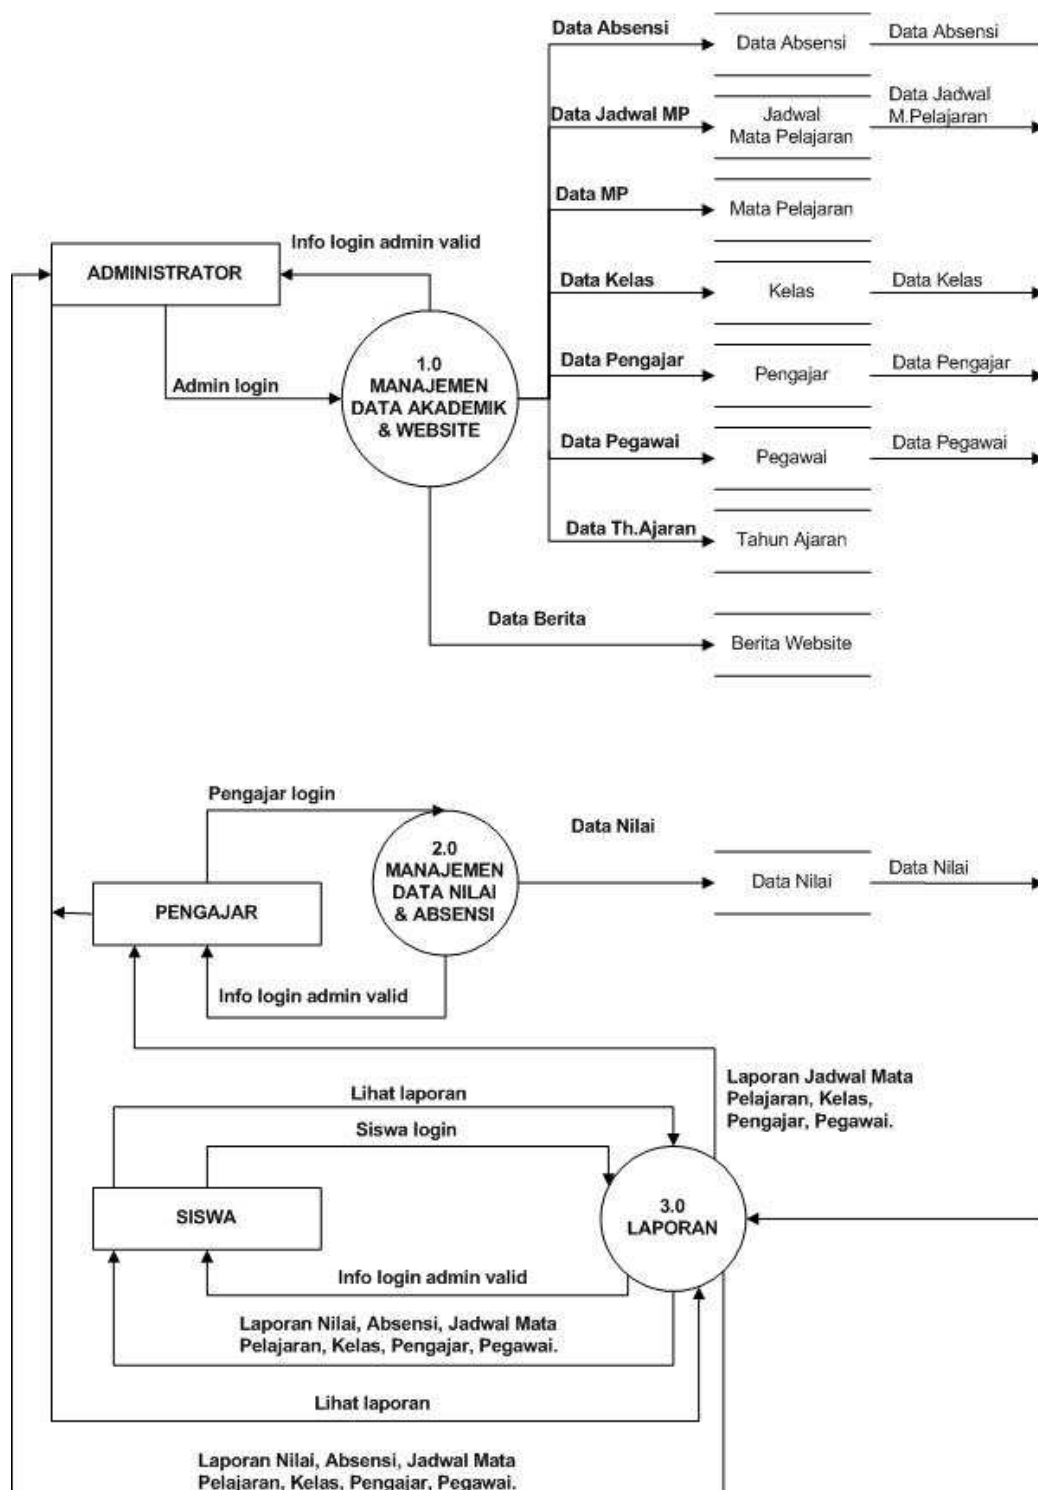 Data Absensi
Data Absensi
Data Absensi
Data Jadwal MP
Jadwal
Mata Pelajaran
Data Jadwal
M.Pelajaran
Data MP
Mata Pelajaran
Info login admin valid
ADMINISTRATOR
Data Kelas
Kelas
Data Kelas
1.0
MANAJEMEN
DATA AKADEMIK
& WEBSITE
Admin login
Data Pengajar
Pengajar
Data Pengajar
Data Pegawai
Pegawai
Data Pegawai
Data Th.Ajaran
Tahun Ajaran
Data Berita
Berita Website
Pengajar login
2.0
MANAJEMEN
DATA NILAI
& ABSENSI
Data Nilai
Data Nilai
Data Nilai
PENGAJAR
Info login admin valid
Laporan Jadwal Mata
Pelajaran, Kelas,
Pengajar, Pegawai.
Lihat laporan
Siswa login
SISWA
3.0
LAPORAN
Info login admin valid
Laporan Nilai, Absensi, Jadwal Mata
Pelajaran, Kelas, Pengajar, Pegawai.
Lihat laporan
Laporan Nilai, Absensi, Jadwal Mata
Pelajaran, Kelas, Pengajar, Pegawai.